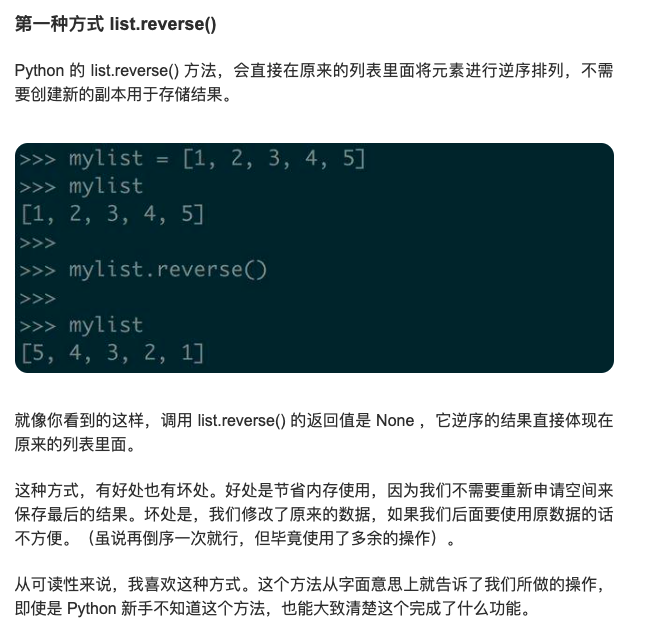 第一种方式 list.reverse()
Python 的 list.reverse() 方法，会直接在原来的列表里面将元素进行逆序排列，不需
要创建新的副本用于存储结果。
>>> mylist = [1, 2, 3, 4, 5]
>>> mylist
[1, 2, 3, 4, 5]
>>>
>>> mylist.reverse()
>>>
>>> mylist
[5, 4, 3, 2, 1]
就像你看到的这样，调用 list.reverse() 的返回值是 None ，它逆序的结果直接体现在
原来的列表里面。
这种方式，有好处也有坏处。好处是节省内存使用，因为我们不需要重新申请空间来
保存最后的结果。坏处是，我们修改了原来的数据，如果我们后面要使用原数据的话
不方便。（虽说再倒序一次就行，但毕竟使用了多余的操作）。
从可读性来说，我喜欢这种方式。这个方法从字面意思上就告诉了我们所做的操作，
即使是 Python 新手不知道这个方法，也能大致清楚这个完成了什么功能。